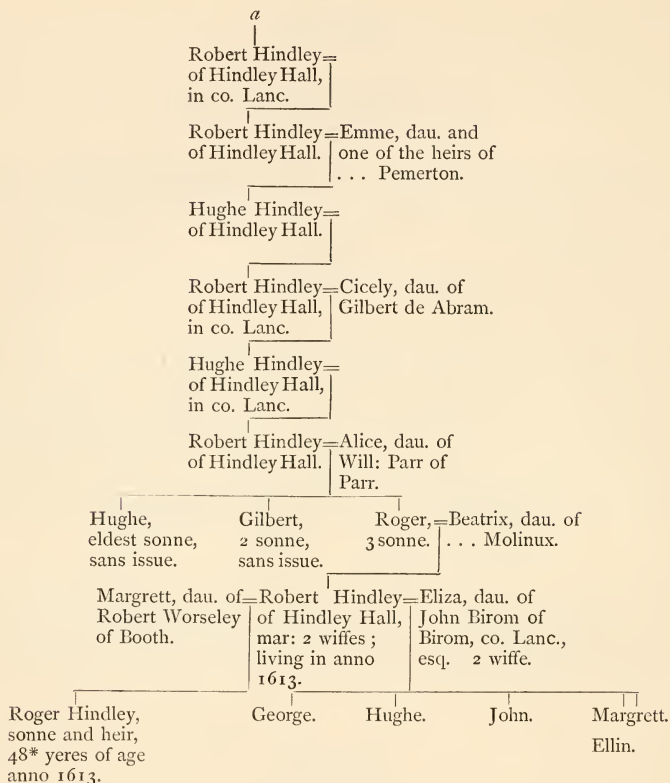 a
Robert Hindley=
of Hindley Hall,
in co. Lanc.
Robert Hindley=Emme, dau. and
of Hindley Hall. one of the heirs of
. . . Pemerton.
Hughe Hindley=
of Hindley Hall.
Robert Hindley=Cicely, dau. of
of Hindley Hall, Gilbert de Abram.
in co. Lanc.
Hughe Hindley=
of Hindley Hall,
in co. Lanc.
Robert Hindley=Alice, dau. of
of Hindley Hall. Will: Parr of
Parr.
Hughe,
eldest sonne,
sans issue.
Gilbert,
2 sonne,
sans issue.
Roger,=Beatrix, dau. of
3 sonne. . . . Molinux.
Margrett, dau. of=Robert Hindley=Eliza, dau. of
Robert Worseley of Hindley Hall, John Birom of
of Booth. mar: 2 wiffes ; Birom, co. Lanc.,
living in anno esq. 2 wiffe.
1613.
Roger Hindley,
sonne and heir,
48* yeres of age
anno 1613.
George.
Hughe.
John.
Margrett.
Ellin.